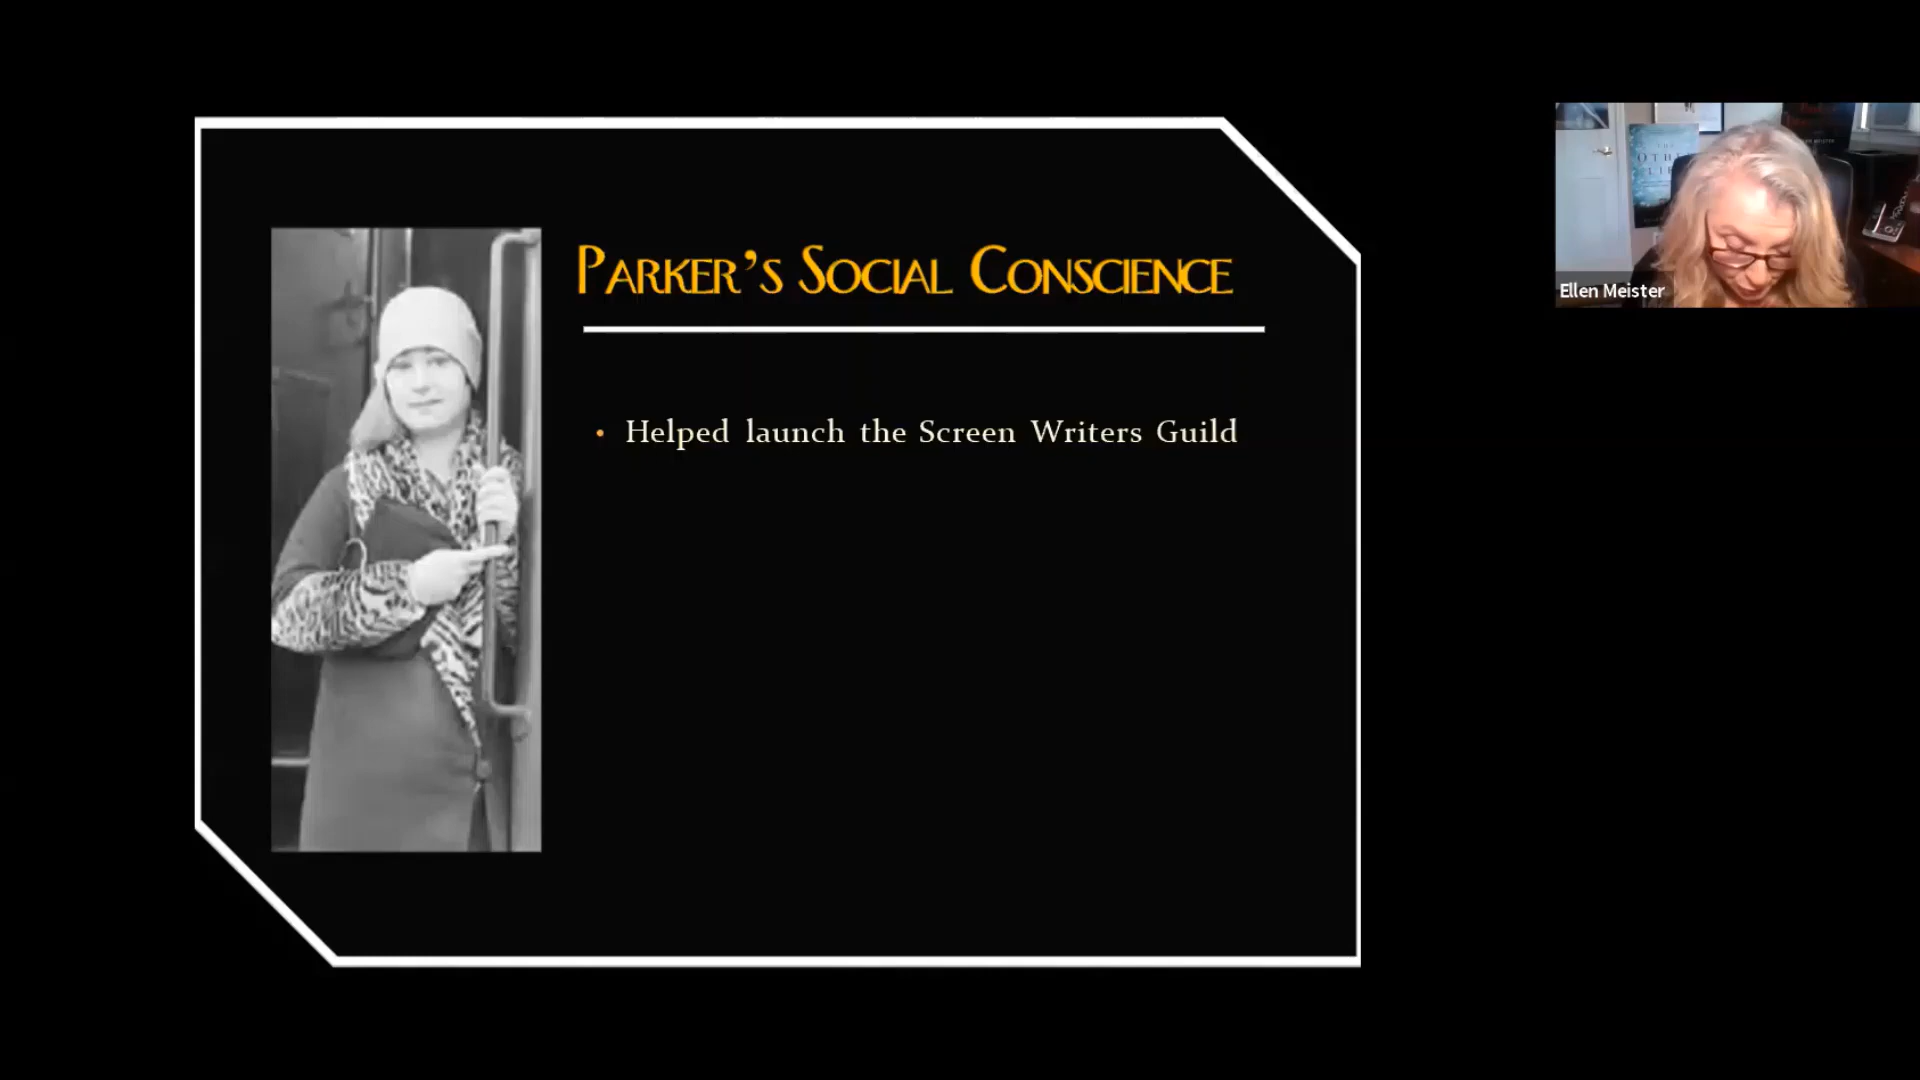 PARKER'S SOCIAL CONSCIENCE
• Helped launch the Screen Writers Guild
Ellen Meister